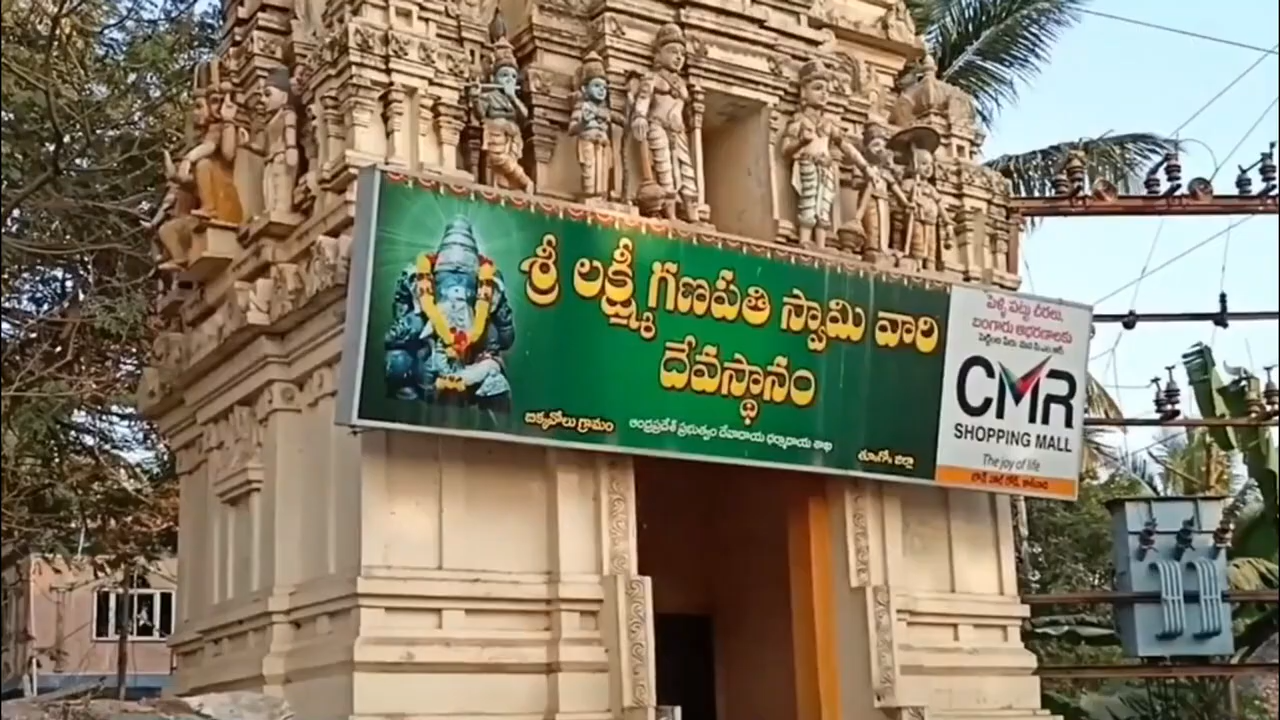 శ్రీ లక్ష్మీ గణపతి స్వామి వారి
దేవస్థానం
బిక్కవోలు గ్రామం
ఆంధ్రప్రదేశ్ ప్రభుత్వం దేవాదాయ ధర్మాదాయ శాఖ
తూ.గో. జిల్లా
పెళ్ళి పట్టు చీరలు,
బంగారు ఆభరణాలకు
CMR
SHOPPING MALL
The joy of life